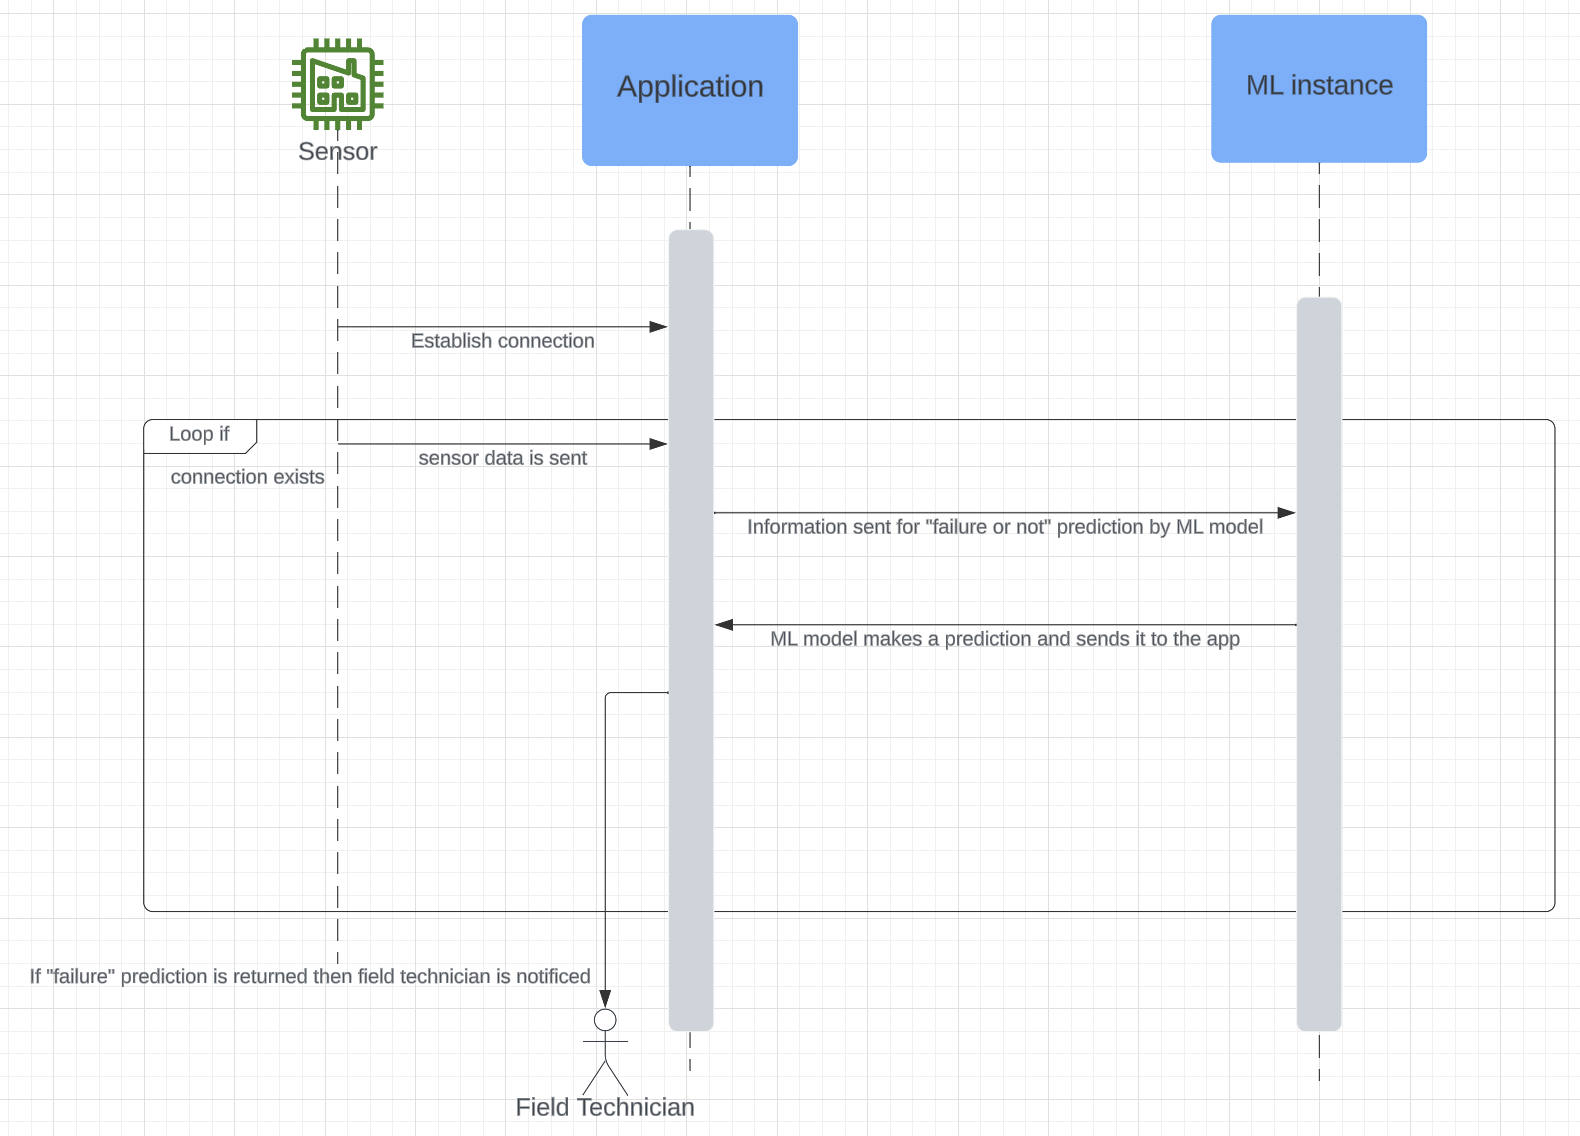 Application
ML instance
Sensor
Establish connection
Loop if
connection exists
sensor data is sent
Information sent for "failure or not" prediction by ML model
ML model makes a prediction and sends it to the app
If "failure" prediction is returned then field technician is notificed
Field Technician